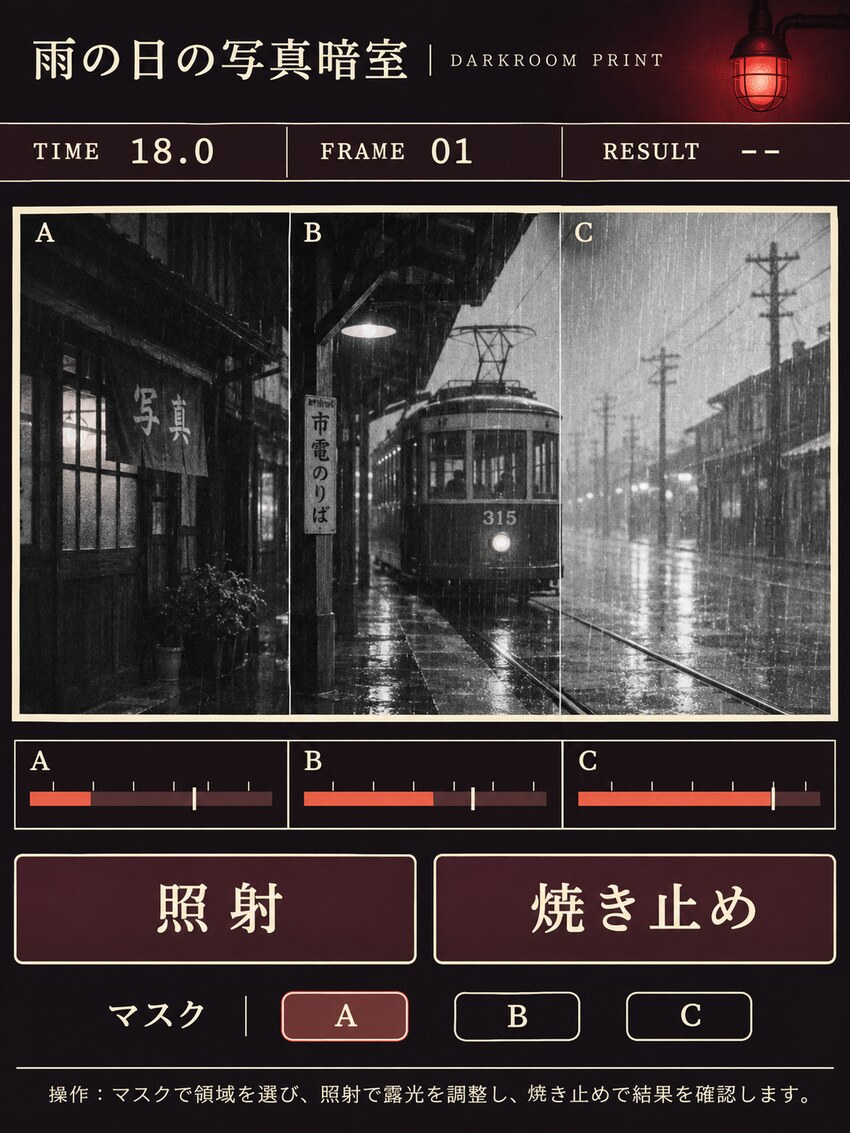 雨の日の写真暗室 | DARKROOM PRINT
TIME 18.0
FRAME 01
RESULT --
A
B
C
写真
市電のりば
315
A
B
C
照射
焼き止め
マスク
A
B
C
操作：マスクで領域を選び、照射で露光を調整し、焼き止めで結果を確認します。